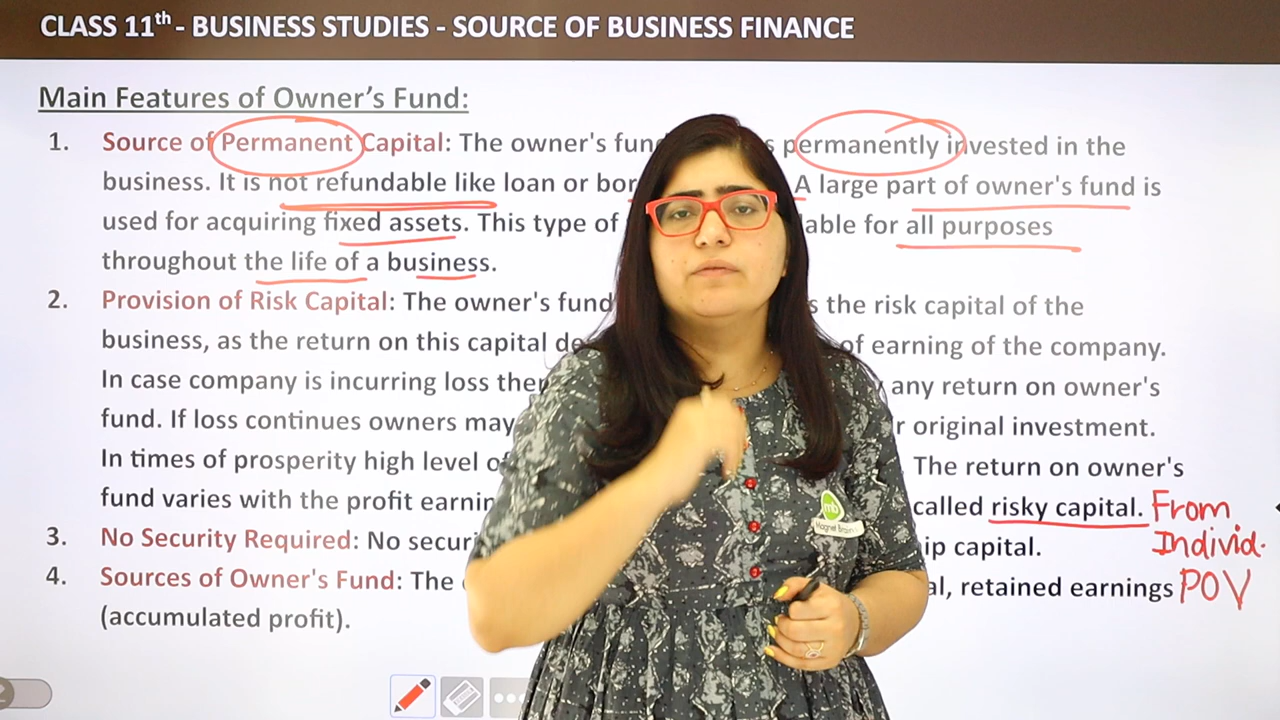 CLASS 11th - BUSINESS STUDIES - SOURCE OF BUSINESS FINANCE
Main Features of Owner's Fund:
1. Source of Permanent Capital: The owner's fun s permanently invested in the
business. It is not refundable like loan or bor A large part of owner's fund is
used for acquiring fixed assets. This type of able for all purposes
throughout the life of a business.
2. Provision of Risk Capital: The owner's fund s the risk capital of the
business, as the return on this capital de of earning of the company.
In case company is incurring loss then any return on owner's
fund. If loss continues owners may r original investment.
In times of prosperity high level of The return on owner's
fund varies with the profit earnin called risky capital. From
Individ.
3. No Security Required: No securi ip capital.
4. Sources of Owner's Fund: The al, retained earnings POV
(accumulated profit).
mb
Magnet Brains